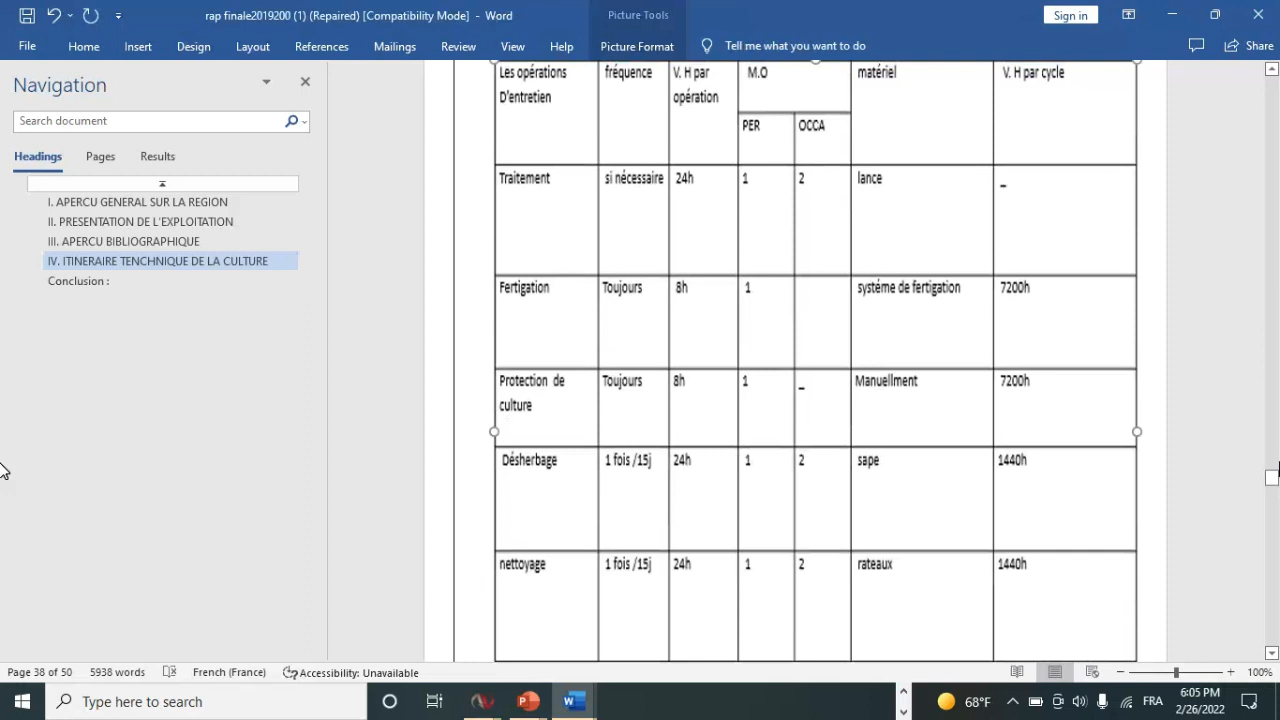 rap finale2019200 (1) (Repaired) [Compatibility Mode] - Word
Picture Tools
Sign in
File Home Insert Design Layout References Mailings Review View Help Picture Format Tell me what you want to do Share
Navigation
Search document
Headings Pages Results
I. APERCU GENERAL SUR LA REGION
II. PRESENTATION DE L'EXPLOITATION
III. APERCU BIBLIOGRAPHIQUE
IV. ITINERAIRE TENCHNIQUE DE LA CULTURE
Conclusion :
Les opérations fréquence V. H par M.O matériel V. H par cycle
D'entretien opération
PER OCCA
Traitement si nécessaire 24h 1 2 lance _
Fertigation Toujours 8h 1 systéme de fertigation 7200h
Protection de Toujours 8h 1 _ Manuellment 7200h
culture
Désherbage 1 fois /15j 24h 1 2 sape 1440h
nettoyage 1 fois /15j 24h 1 2 rateaux 1440h
Page 38 of 50 5938 words French (France) Accessibility: Unavailable 100%
Type here to search 68°F FRA
6:05 PM
2/26/2022